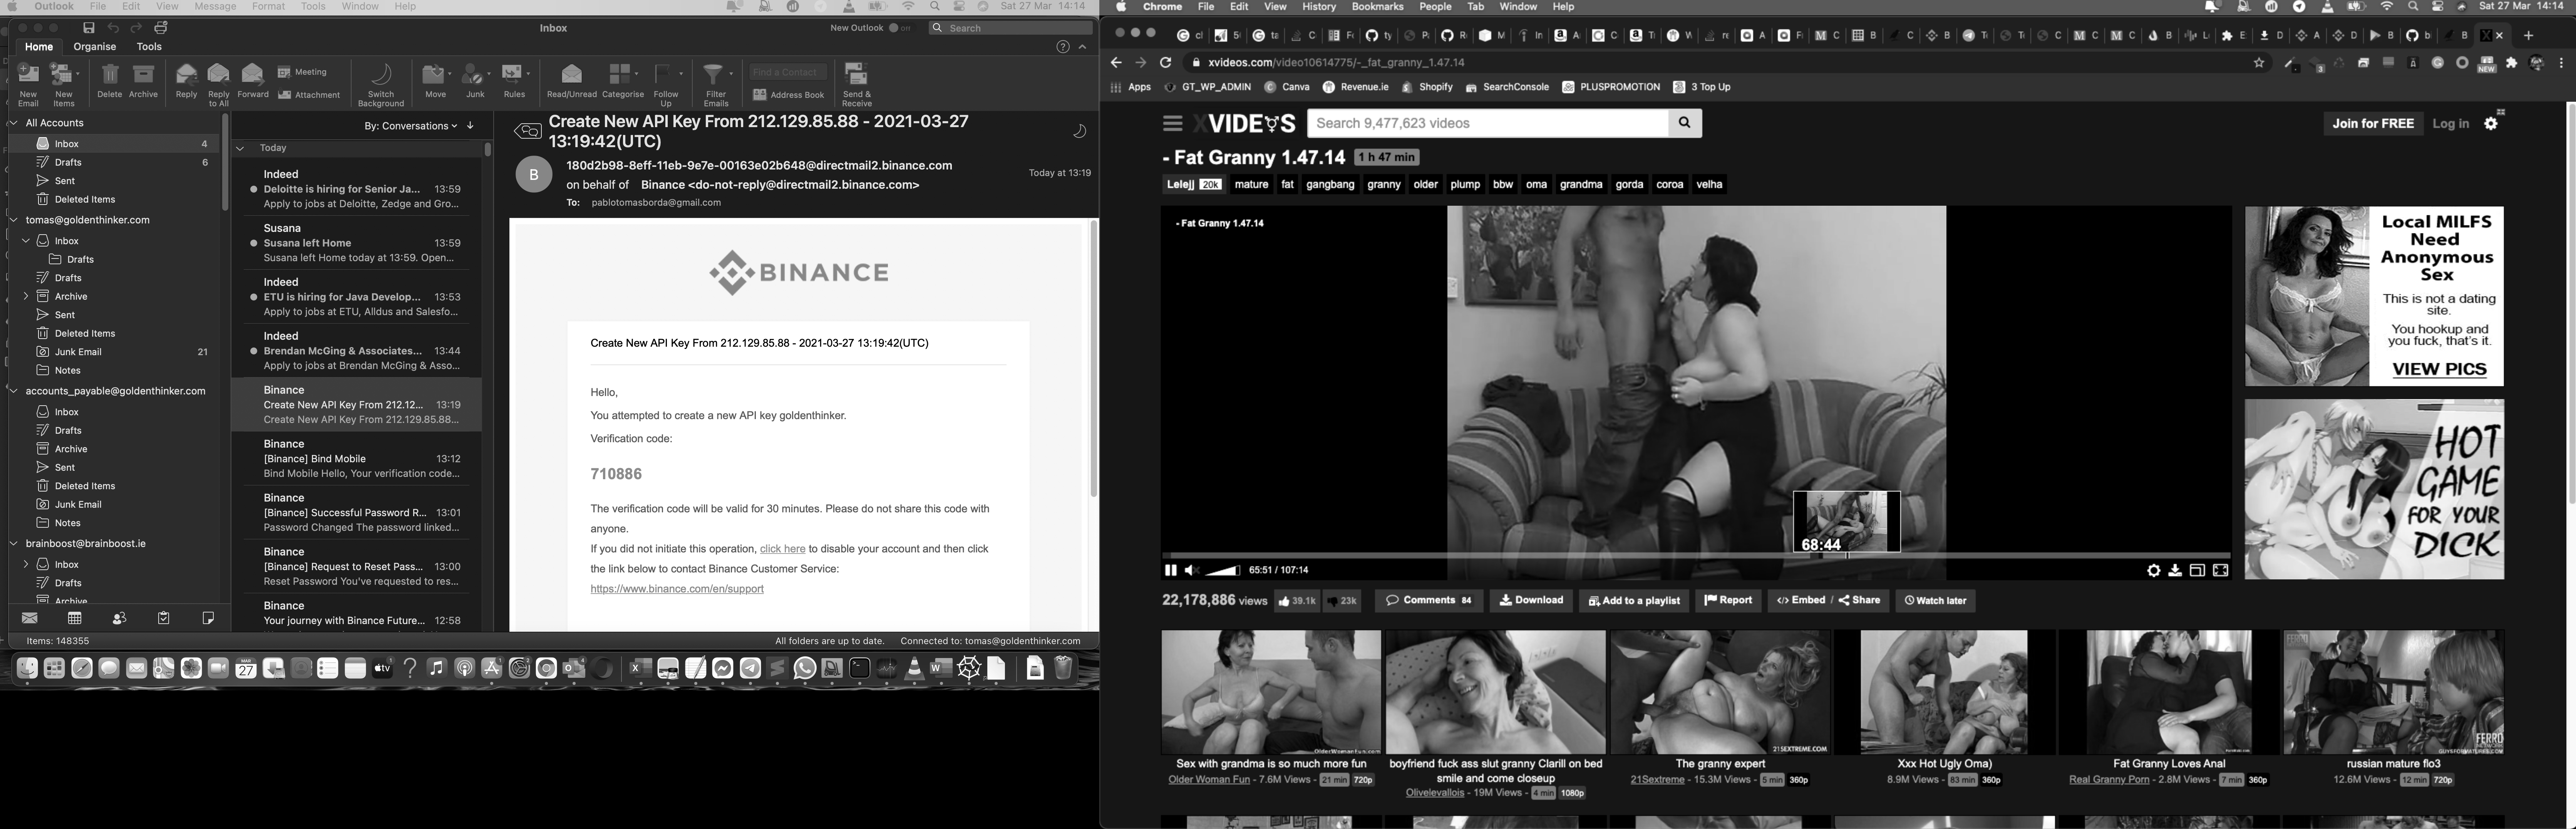 Outlook File Edit View Message Format Tools Window Help Sat 27 Mar 14:14
Inbox New Outlook on Search
Home Organise Tools
New Email
New Items
Delete
Archive
Reply
Reply to All
Forward
Meeting
Attachment
Switch Background
Move
Junk
Rules
Read/Unread
Categorise
Follow Up
Filter Emails
Find a Contact
Address Book
Send & Receive
All Accounts
Inbox 4
Drafts 6
Sent
Deleted Items
tomas@goldenthinker.com
Inbox
Drafts
Drafts
Archive
Sent
Deleted Items
Junk Email 21
Notes
accounts_payable@goldenthinker.com
Inbox
Drafts
Archive
Sent
Deleted Items
Junk Email
Notes
brainboost@brainboost.ie
Inbox
Drafts
Archive
By: Conversations
Today
Indeed
Deloitte is hiring for Senior Ja... 13:59
Apply to jobs at Deloitte, Zedge and Gro...
Susana
Susana left Home 13:59
Susana left Home today at 13:59. Open...
Indeed
ETU is hiring for Java Develop... 13:53
Apply to jobs at ETU, Alldus and Salesfo...
Indeed
Brendan McGing & Associates... 13:44
Apply to jobs at Brendan McGing & Asso...
Binance
Create New API Key From 212.12... 13:19
Create New API Key From 212.129.85.88...
Binance
[Binance] Bind Mobile 13:12
Bind Mobile Hello, Your verification code...
Binance
[Binance] Successful Password R... 13:01
Password Changed The password linked...
Binance
[Binance] Request to Reset Pass... 13:00
Reset Password You've requested to res...
Binance
Your journey with Binance Future... 12:58
Create New API Key From 212.129.85.88 - 2021-03-27
13:19:42(UTC)
B
180d2b98-8eff-11eb-9e7e-00163e02b648@directmail2.binance.com
on behalf of Binance <do-not-reply@directmail2.binance.com>
Today at 13:19
To: pablotomasborda@gmail.com
BINANCE
Create New API Key From 212.129.85.88 - 2021-03-27 13:19:42(UTC)
Hello,
You attempted to create a new API key goldenthinker.
Verification code:
710886
The verification code will be valid for 30 minutes. Please do not share this code with
anyone.
If you did not initiate this operation, click here to disable your account and then click
the link below to contact Binance Customer Service:
https://www.binance.com/en/support
Items: 148355 All folders are up to date. Connected to: tomas@goldenthinker.com
MAR
27
tv
Chrome File Edit View History Bookmarks People Tab Window Help Sat 27 Mar 14:14
xvideos.com/video10614775/-_fat_granny_1.47.14
3 NEW
Apps GT_WP_ADMIN Canva Revenue.ie Shopify SearchConsole PLUSPROMOTION 3 Top Up
XVIDEOS
Search 9,477,623 videos
Join for FREE Log in
- Fat Granny 1.47.14 1 h 47 min
Lelejj 20k mature fat gangbang granny older plump bbw oma grandma gorda coroa velha
- Fat Granny 1.47.14
68:44
65:51 / 107:14
Local MILFS
Need
Anonymous
Sex
This is not a dating
site.
You hookup and
you fuck, that's it.
VIEW PICS
HOT
GAME
FOR YOUR
DICK
22,178,886 views 39.1k 23k Comments 84 Download Add to a playlist Report Embed / Share Watch later
OlderWomanFun.com
21SEXTREME.COM
FERRO
GUYSFORMATURES.COM
Sex with grandma is so much more fun
Older Woman Fun - 7.6M Views - 21 min 720p
boyfriend fuck ass slut granny Clarill on bed
smile and come closeup
Olivelevallois - 19M Views - 4 min 1080p
The granny expert
21Sextreme - 15.3M Views - 5 min 360p
Xxx Hot Ugly Oma)
8.9M Views - 83 min 360p
Fat Granny Loves Anal
Real Granny Porn - 2.8M Views - 7 min 360p
russian mature flo3
12.6M Views - 12 min 720p